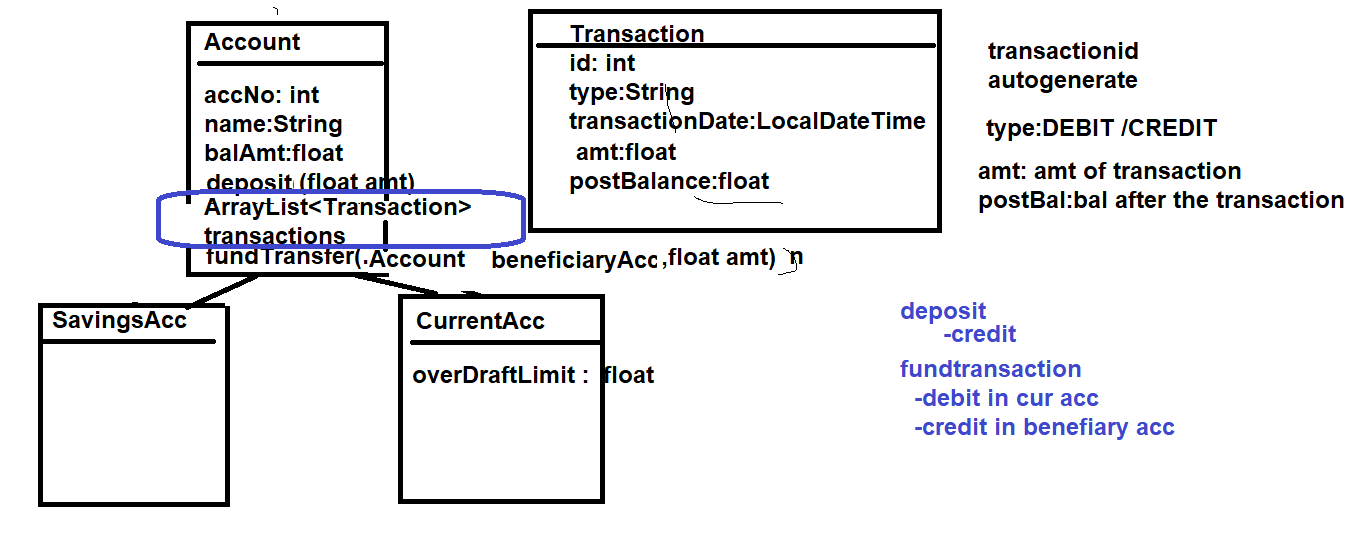 Account
accNo: int
name:String
balAmt:float
deposit (float amt)
ArrayList<Transaction>
transactions
fundTransfer(.Account beneficiaryAcc ,float amt) n
Transaction
id: int
type:String
transactionDate:LocalDateTime
amt:float
postBalance:float
transactionid
autogenerate
type:DEBIT /CREDIT
amt: amt of transaction
postBal:bal after the transaction
SavingsAcc
CurrentAcc
overDraftLimit : float
deposit
-credit
fundtransaction
-debit in cur acc
-credit in benefiary acc